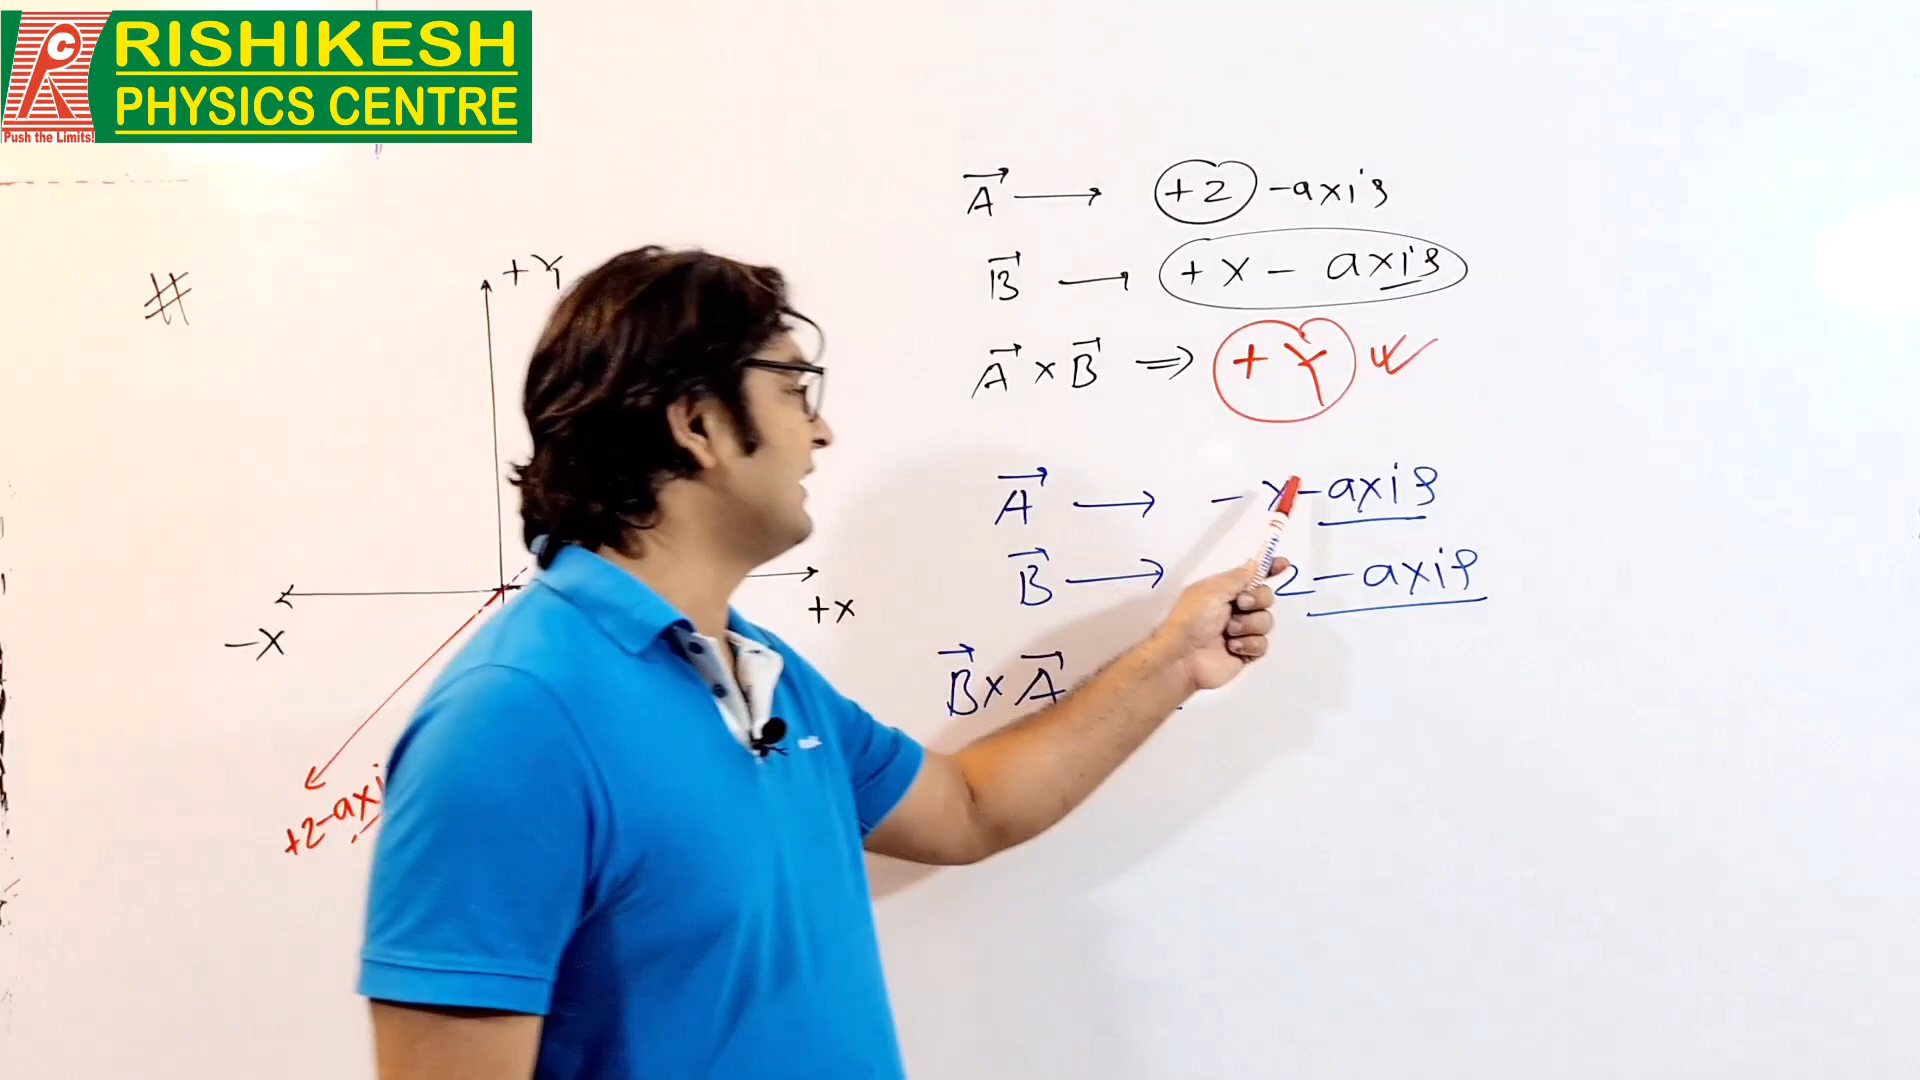 RISHIKESH
PHYSICS CENTRE
Push the Limits!
#
+Y
-X
+X
+Z-axi
A⃗ → +Z -axis
B⃗ → +X - axis
A⃗ × B⃗ ⇒ +Y
A⃗ → -X-axis
B⃗ → Z-axis
B⃗ × A⃗